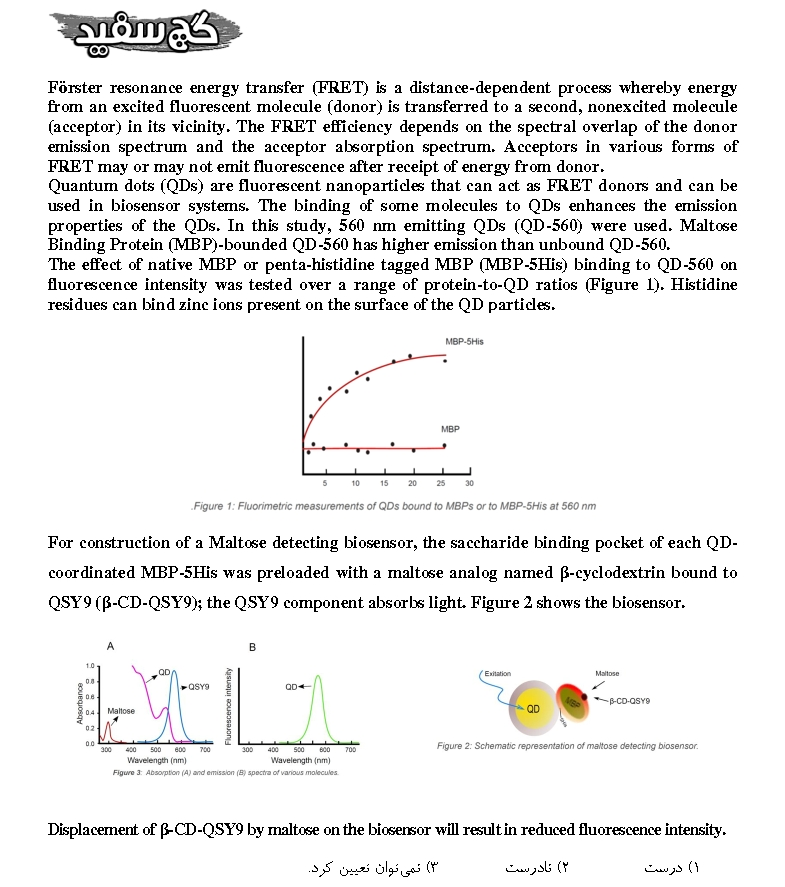 گچ سفید
Förster resonance energy transfer (FRET) is a distance-dependent process whereby energy
from an excited fluorescent molecule (donor) is transferred to a second, nonexcited molecule
(acceptor) in its vicinity. The FRET efficiency depends on the spectral overlap of the donor
emission spectrum and the acceptor absorption spectrum. Acceptors in various forms of
FRET may or may not emit fluorescence after receipt of energy from donor.
Quantum dots (QDs) are fluorescent nanoparticles that can act as FRET donors and can be
used in biosensor systems. The binding of some molecules to QDs enhances the emission
properties of the QDs. In this study, 560 nm emitting QDs (QD-560) were used. Maltose
Binding Protein (MBP)-bounded QD-560 has higher emission than unbound QD-560.
The effect of native MBP or penta-histidine tagged MBP (MBP-5His) binding to QD-560 on
fluorescence intensity was tested over a range of protein-to-QD ratios (Figure 1). Histidine
residues can bind zinc ions present on the surface of the QD particles.
MBP-5His
MBP
5 10 15 20 25 30
.Figure 1: Fluorimetric measurements of QDs bound to MBPs or to MBP-5His at 560 nm
For construction of a Maltose detecting biosensor, the saccharide binding pocket of each QD-
coordinated MBP-5His was preloaded with a maltose analog named β-cyclodextrin bound to
QSY9 (β-CD-QSY9); the QSY9 component absorbs light. Figure 2 shows the biosensor.
A
Absorbance
1.0
0.8
0.6
0.4
0.2
0.0
QD
QSY9
Maltose
300 400 500 600 700
Wavelength (nm)
B
Fluorescence intensity
QD
300 400 500 600 700
Wavelength (nm)
Figure 3: Absorption (A) and emission (B) spectra of various molecules.
Exitation
Maltose
β-CD-QSY9
QD
MBP
Figure 2: Schematic representation of maltose detecting biosensor.
Displacement of β-CD-QSY9 by maltose on the biosensor will result in reduced fluorescence intensity.
۱) درست ۲) نادرست ۳) نمی‌توان تعیین کرد.